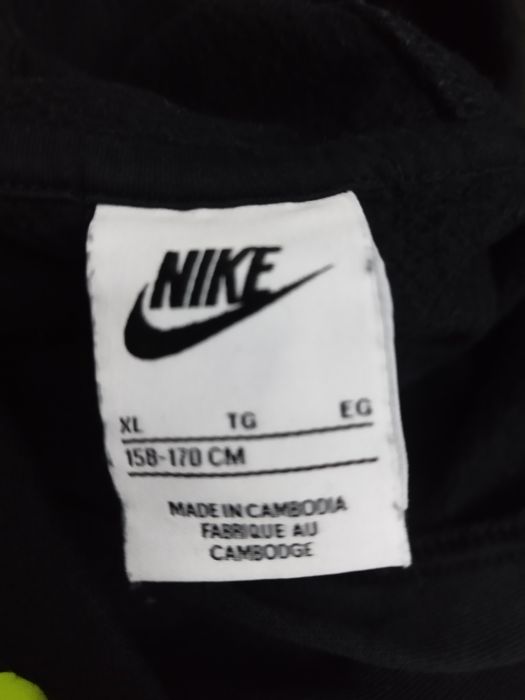 NIKE
XL TG EG
158-170 CM
MADE IN CAMBODIA
FABRIQUE AU
CAMBODGE